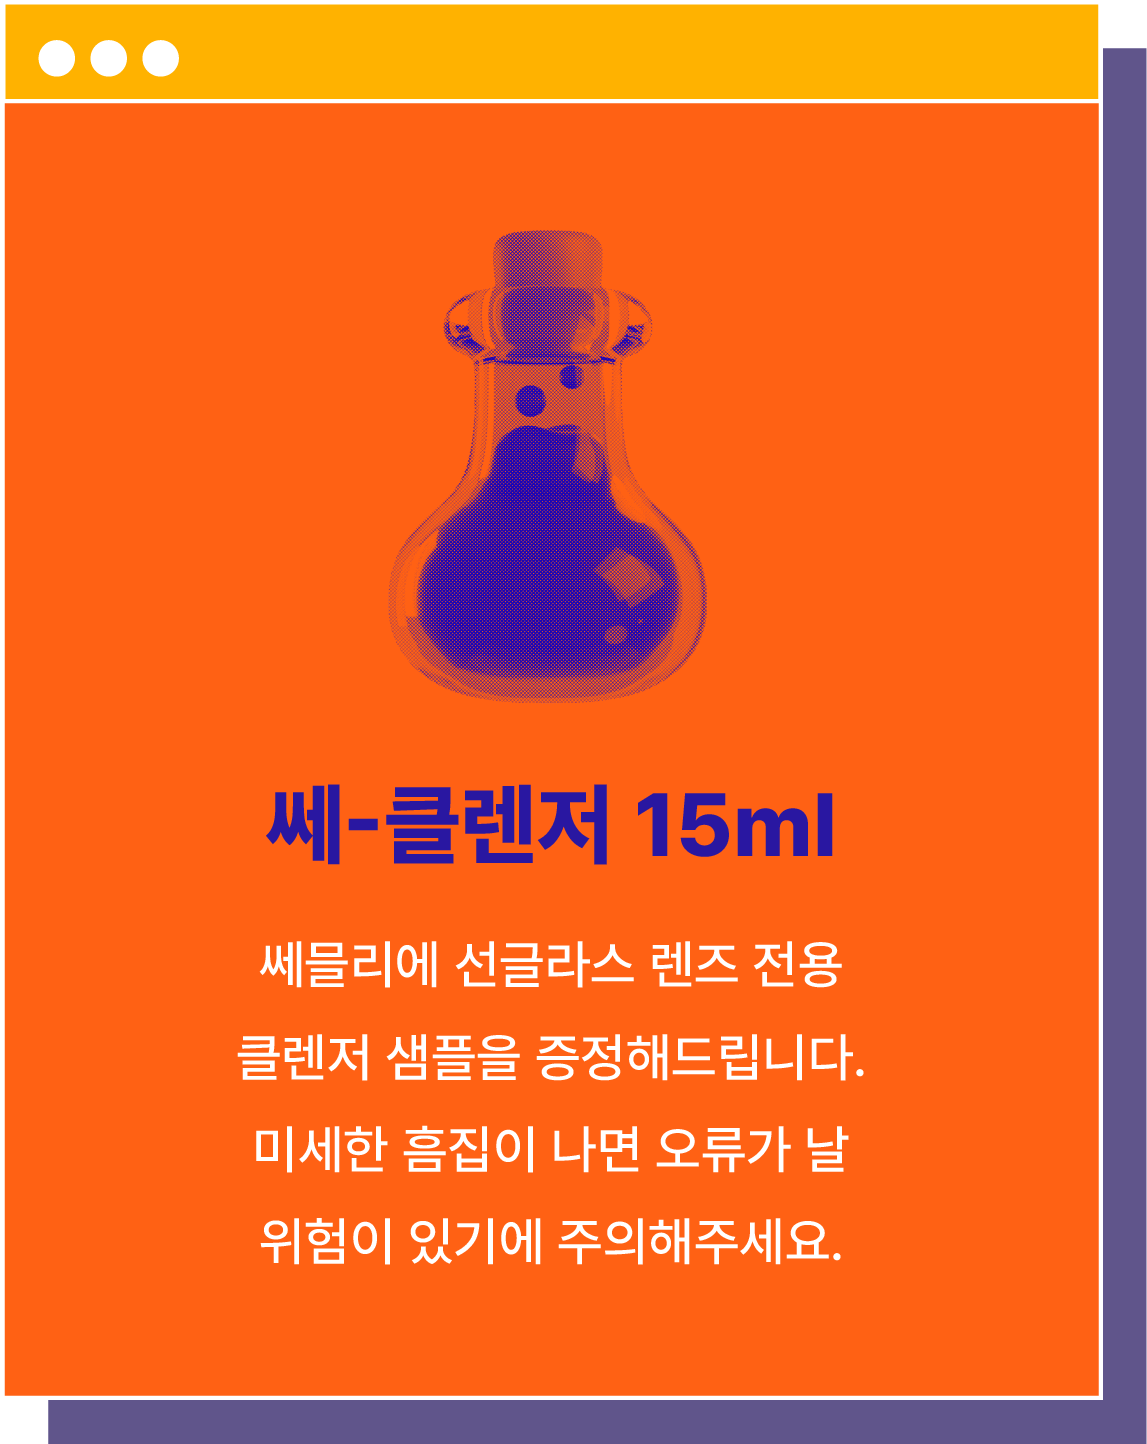 쎄-클렌저 15ml
쎄믈리에 선글라스 렌즈 전용
클렌저 샘플을 증정해드립니다.
미세한 흠집이 나면 오류가 날
위험이 있기에 주의해주세요.